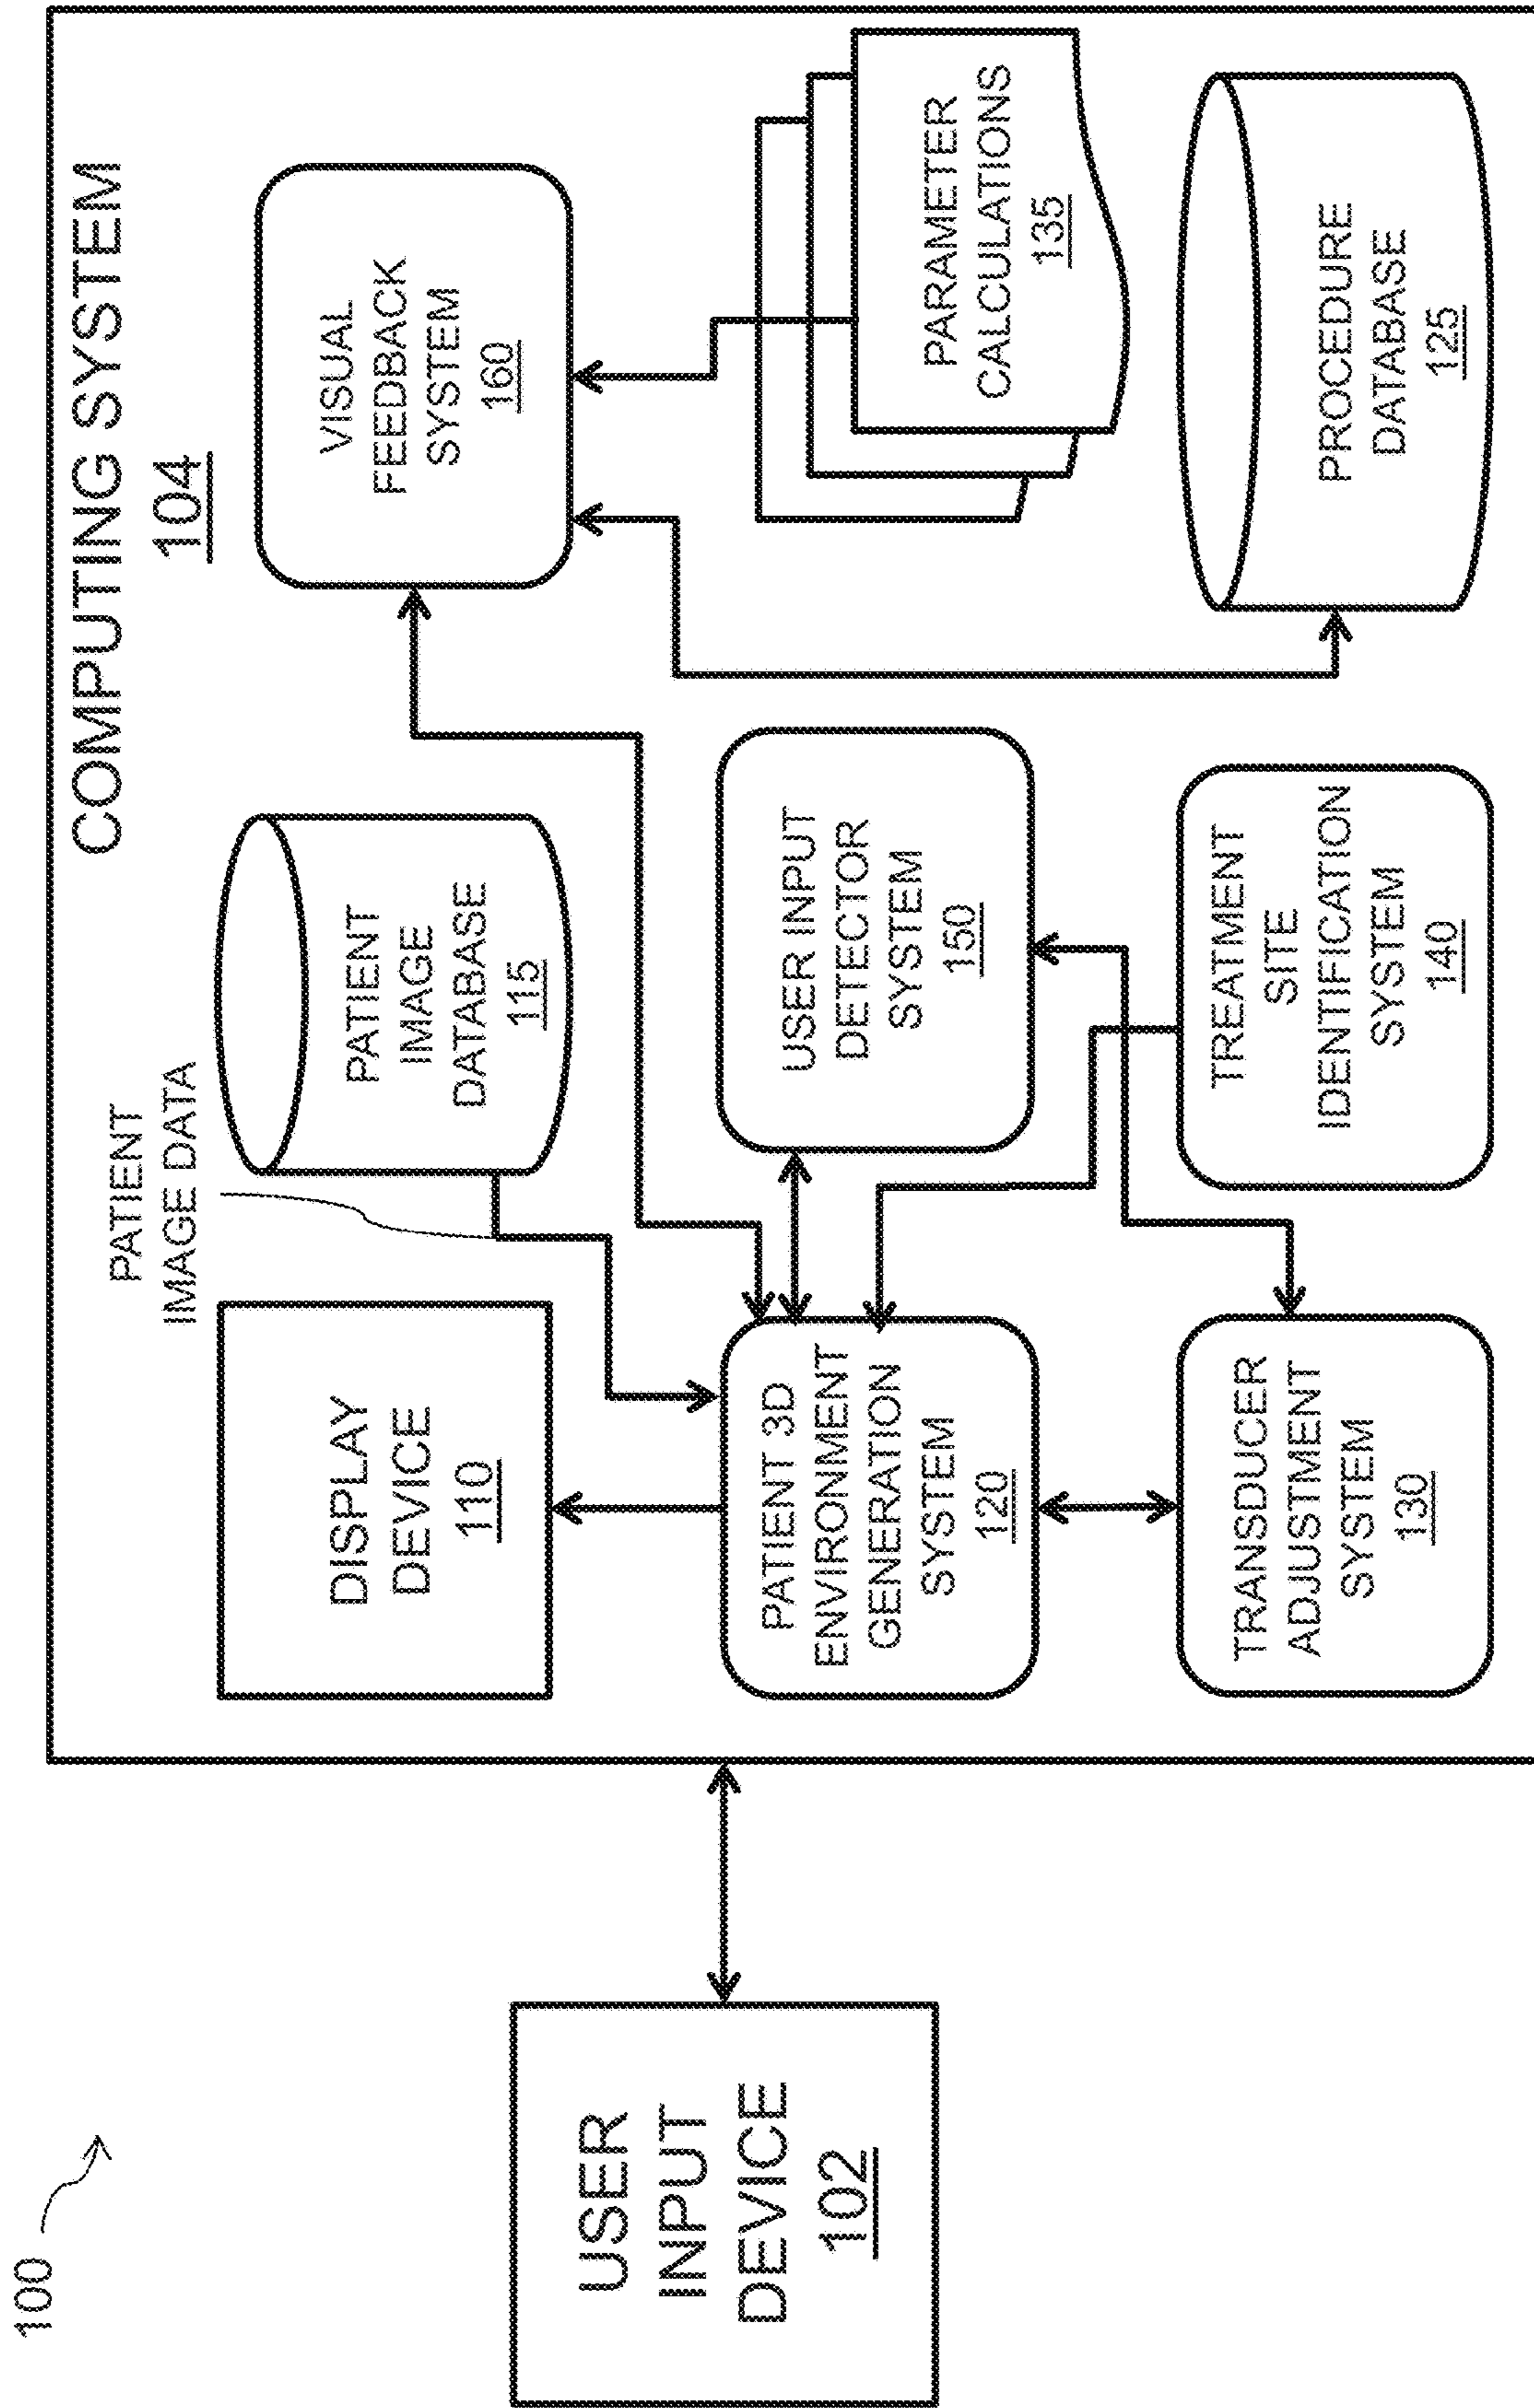 100
USER
INPUT
DEVICE
102
COMPUTING SYSTEM
104
DISPLAY
DEVICE
110
PATIENT
IMAGE DATA
PATIENT
IMAGE
DATABASE
115
VISUAL
FEEDBACK
SYSTEM
160
PATIENT 3D
ENVIRONMENT
GENERATION
SYSTEM
120
USER INPUT
DETECTOR
SYSTEM
150
PARAMETER
CALCULATIONS
135
TRANSDUCER
ADJUSTMENT
SYSTEM
130
TREATMENT
SITE
IDENTIFICATION
SYSTEM
140
PROCEDURE
DATABASE
125